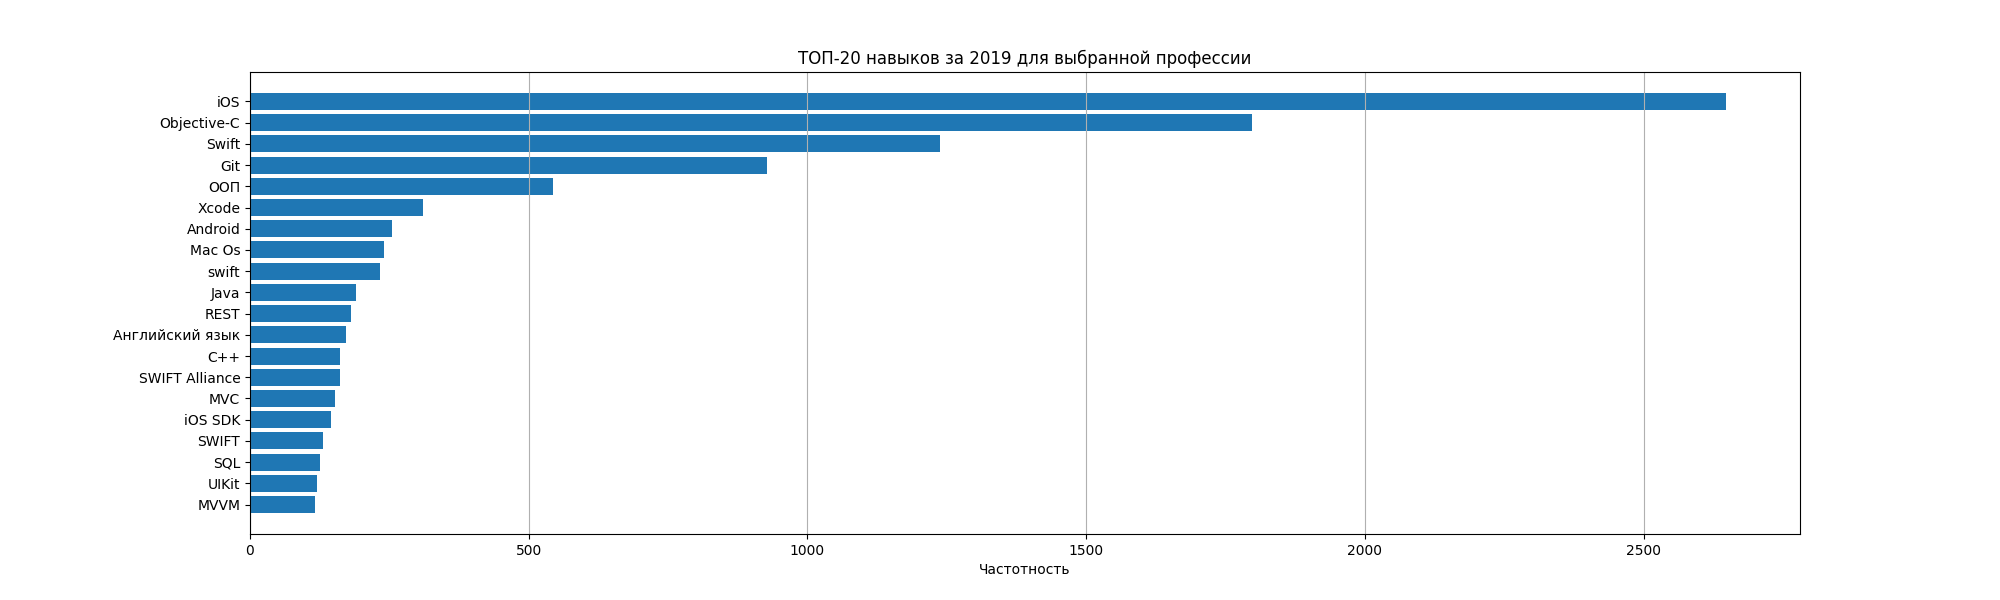 ТОП-20 навыков за 2019 для выбранной профессии
iOS
Objective-C
Swift
Git
ООП
Xcode
Android
Mac Os
swift
Java
REST
Английский язык
C++
SWIFT Alliance
MVC
iOS SDK
SWIFT
SQL
UIKit
MVVM
0 500 1000 1500 2000 2500
Частотность